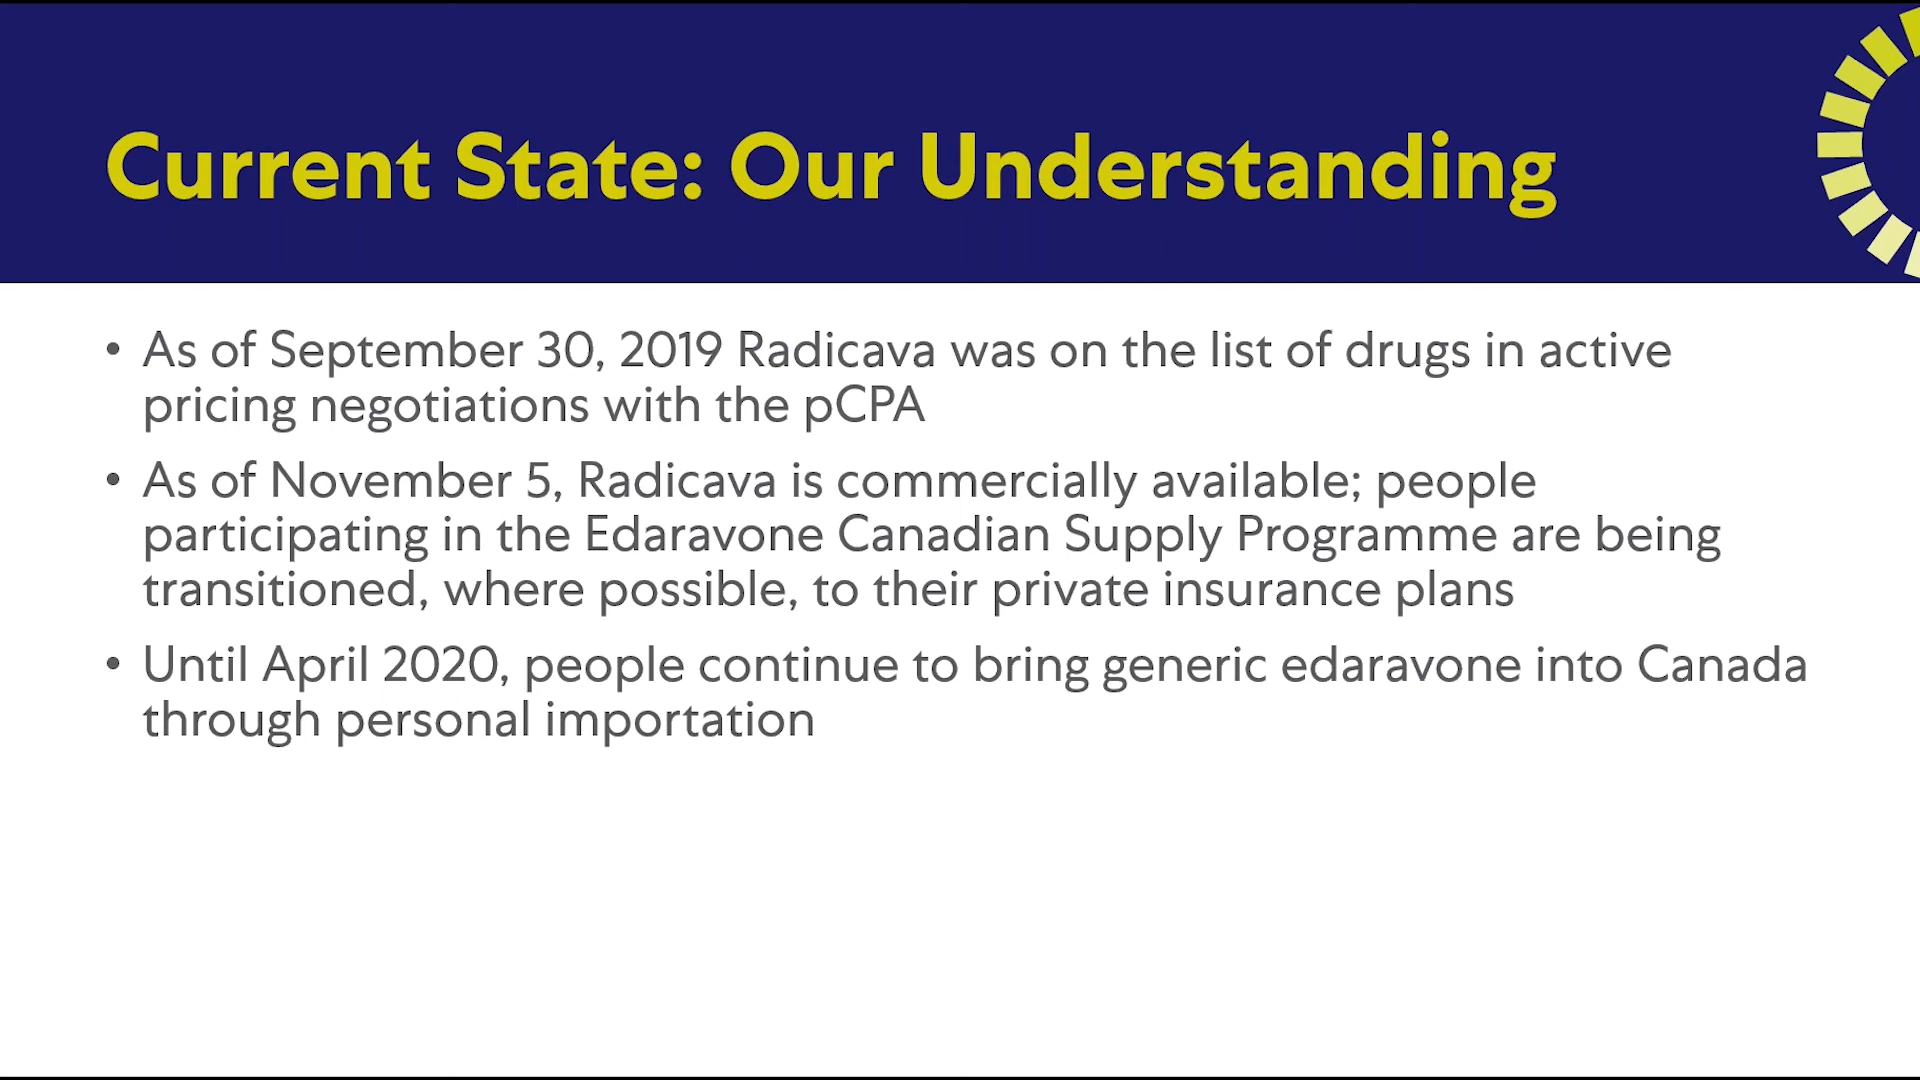 Current State: Our Understanding
• As of September 30, 2019 Radicava was on the list of drugs in active
pricing negotiations with the pCPA
• As of November 5, Radicava is commercially available; people
participating in the Edaravone Canadian Supply Programme are being
transitioned, where possible, to their private insurance plans
• Until April 2020, people continue to bring generic edaravone into Canada
through personal importation